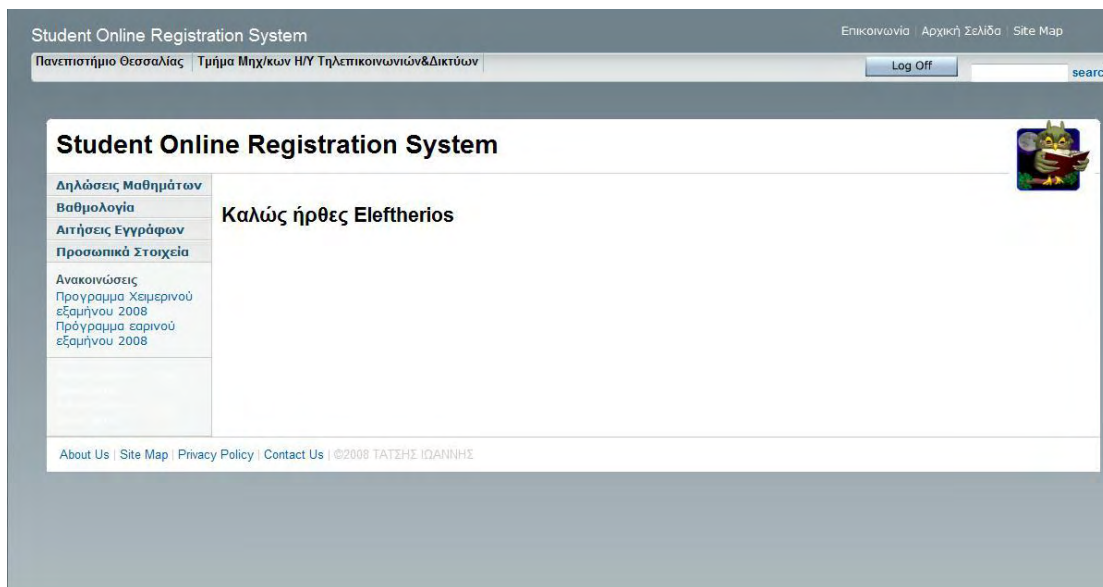 Student Online Registration System
Επικοινωνία | Αρχική Σελίδα | Site Map
Πανεπιστήμιο Θεσσαλίας | Τμήμα Μηχ/κων Η/Υ Τηλεπικοινωνιών&Δικτύων
Log Off
searc
Student Online Registration System
Δηλώσεις Μαθημάτων
Βαθμολογία
Αιτήσεις Εγγράφων
Προσωπικά Στοιχεία
Καλώς ήρθες Eleftherios
Ανακοινώσεις
Προγραμμα Χειμερινού
εξαμήνου 2008
Πρόγραμμα εαρινού
εξαμήνου 2008
About Us | Site Map | Privacy Policy | Contact Us | ©2008 ΤΑΤΣΗΣ ΙΩΑΝΝΗΣ